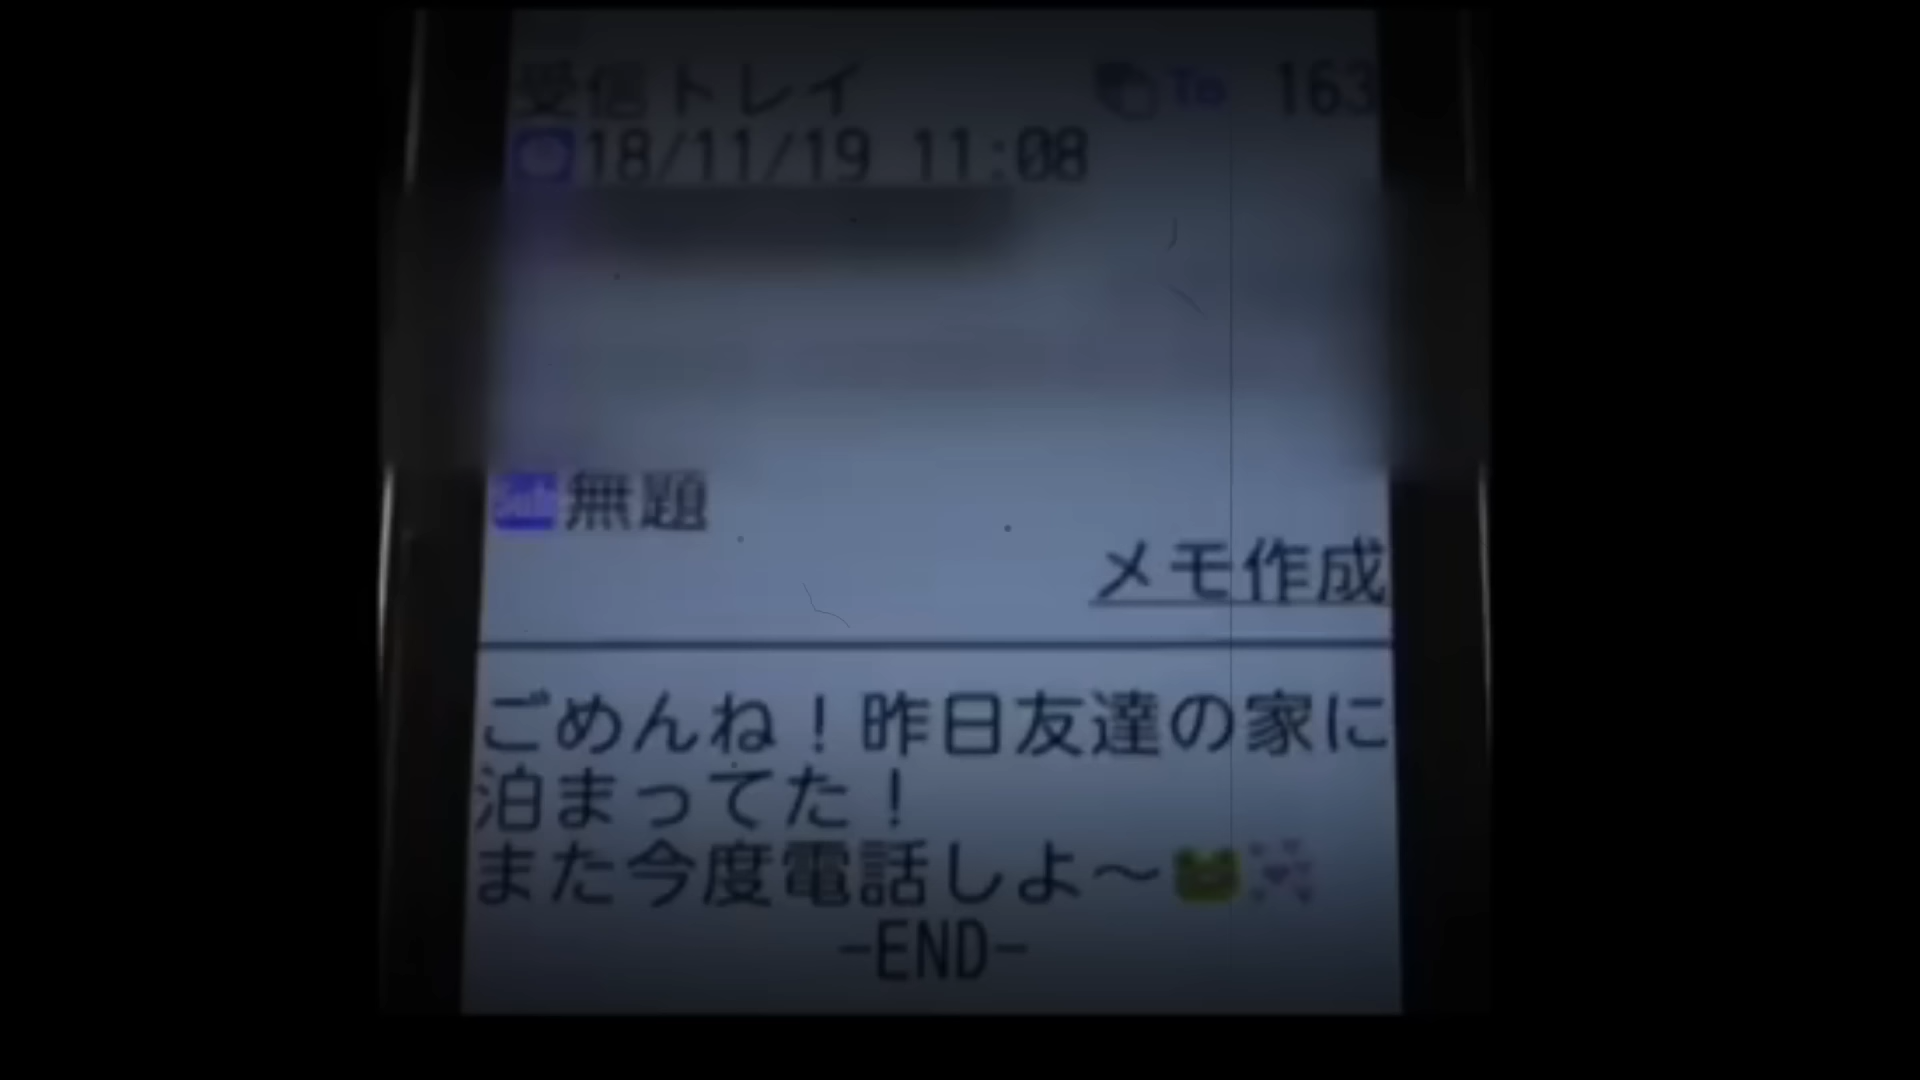 受信トレイ To 163
18/11/19 11:08
Sub 無題
メモ作成
ごめんね！昨日友達の家に
泊まってた！
また今度電話しよ～
-END-